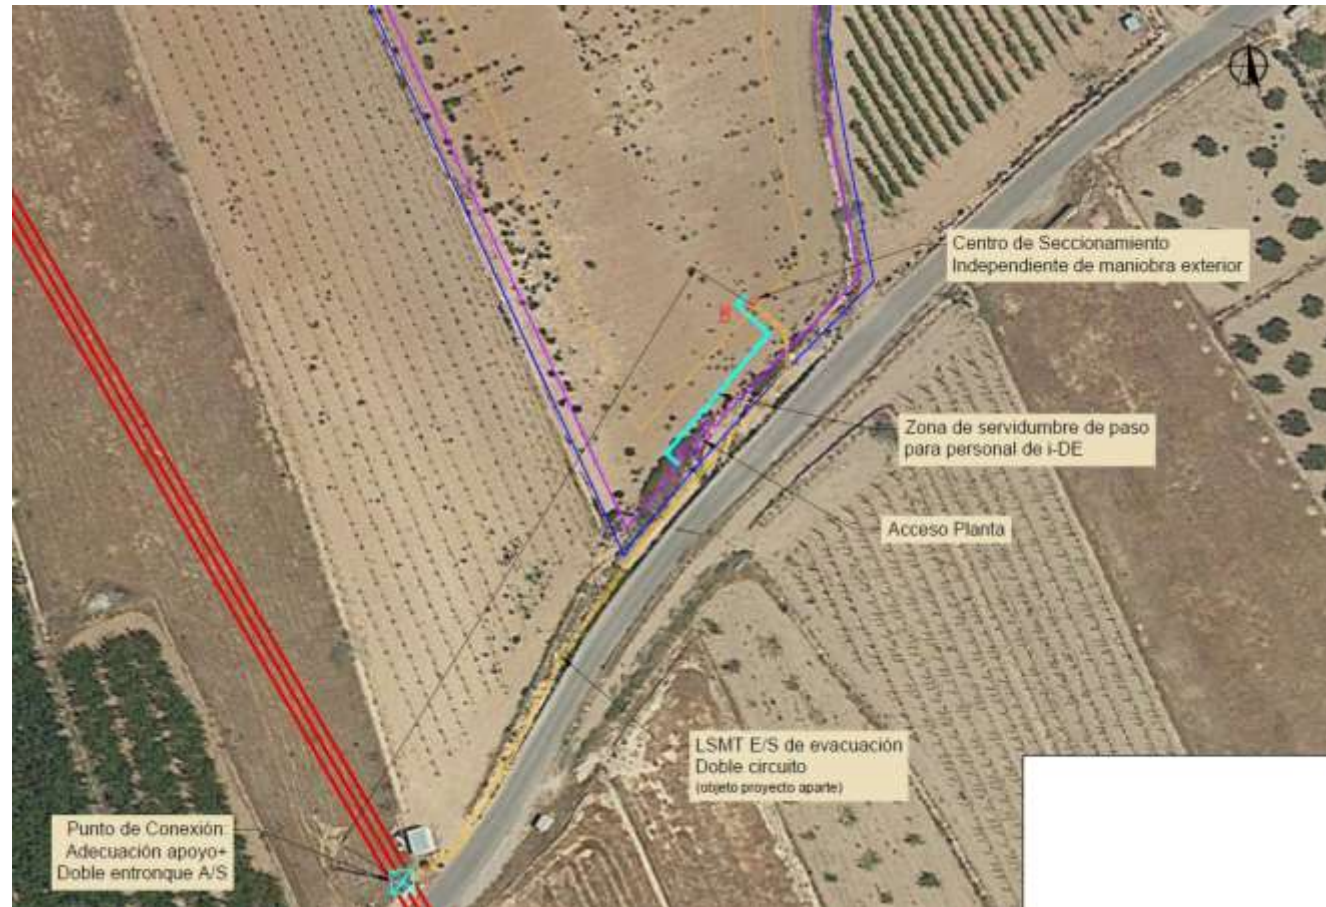 Centro de Seccionamiento
Independiente de maniobra exterior
Zona de servidumbre de paso
para personal de i-DE
Acceso Planta
LSMT E/S de evacuación
Doble circuito
(objeto proyecto aparte)
Punto de Conexión:
Adecuación apoyo+
Doble entronque A/S